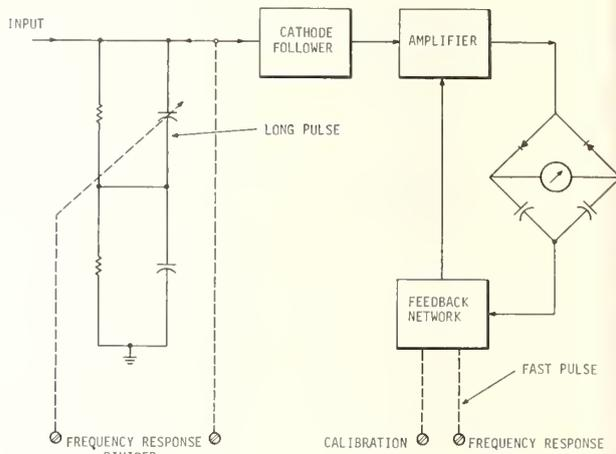 INPUT
CATHODE
FOLLOWER
AMPLIFIER
LONG PULSE
FEEDBACK
NETWORK
FAST PULSE
FREQUENCY RESPONSE
CALIBRATION
FREQUENCY RESPONSE